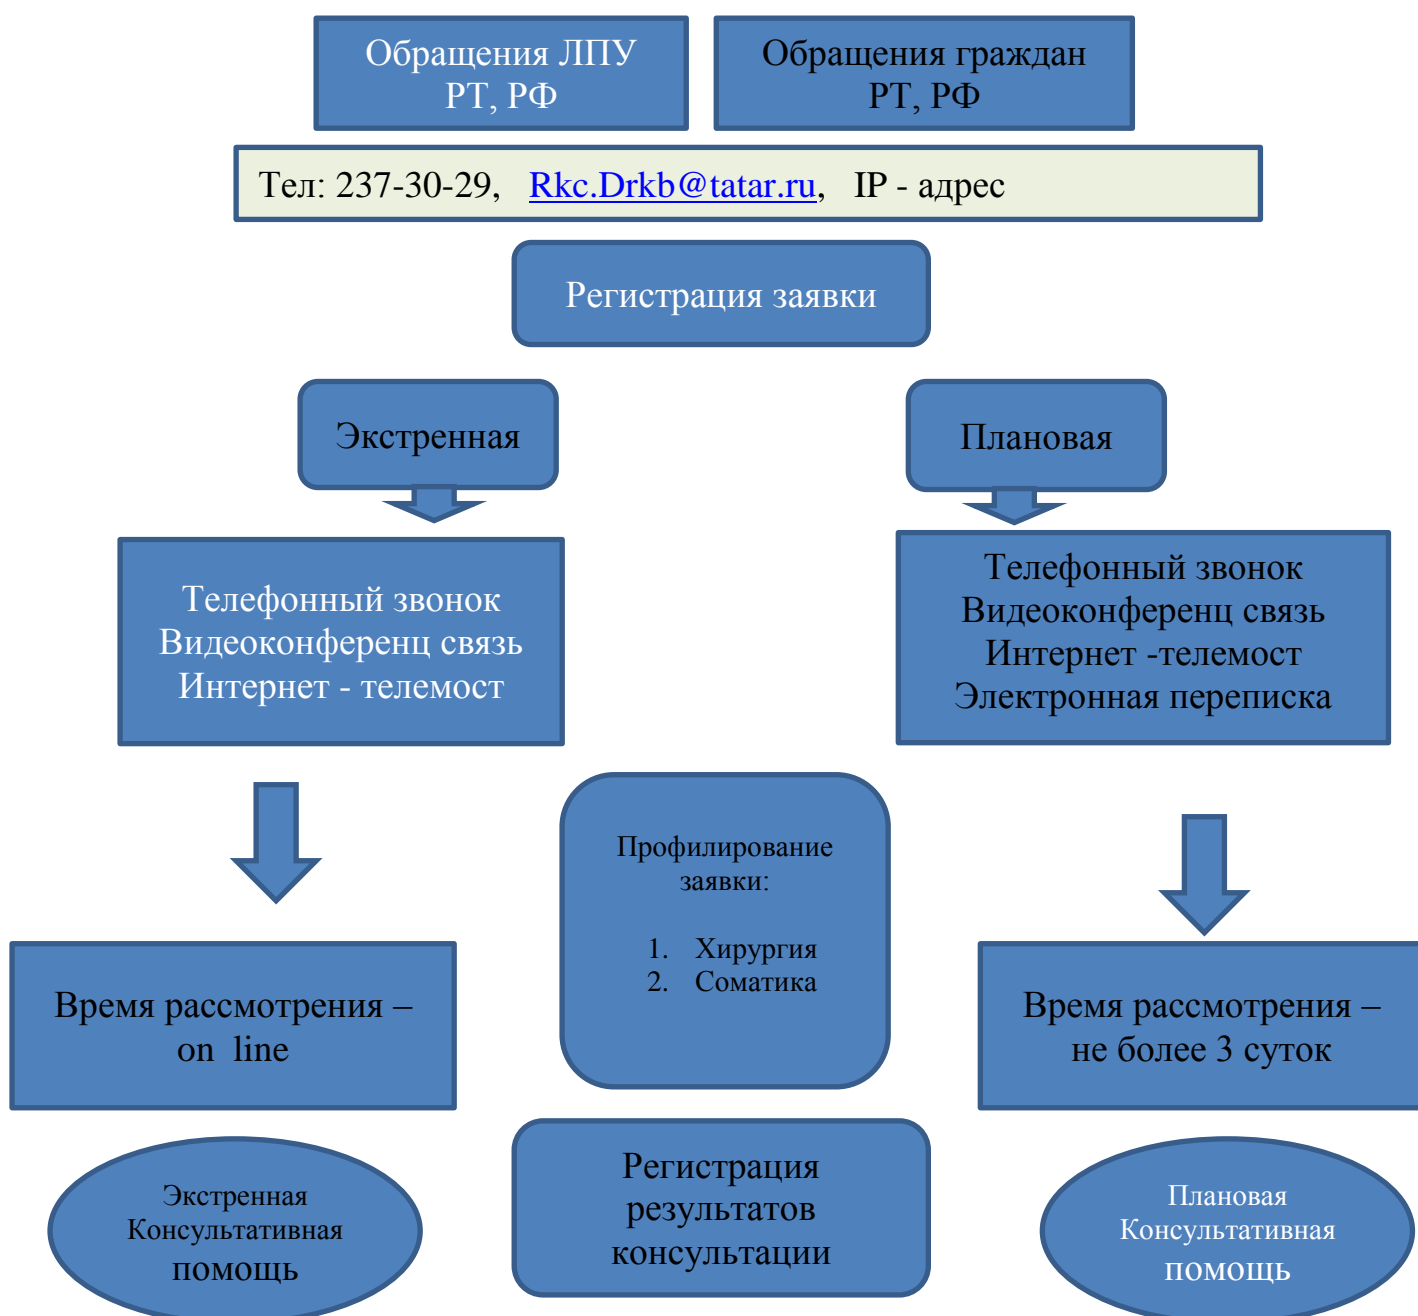 Обращения ЛПУ
РТ, РФ
Обращения граждан
РТ, РФ
Тел: 237-30-29, Rkc.Drkb@tatar.ru, IP - адрес
Регистрация заявки
Экстренная
Плановая
Телефонный звонок
Видеоконференц связь
Интернет - телемост
Телефонный звонок
Видеоконференц связь
Интернет -телемост
Электронная переписка
Профилирование
заявки:
1. Хирургия
2. Соматика
Время рассмотрения –
on line
Время рассмотрения –
не более 3 суток
Экстренная
Консультативная
помощь
Регистрация
результатов
консультации
Плановая
Консультативная
помощь